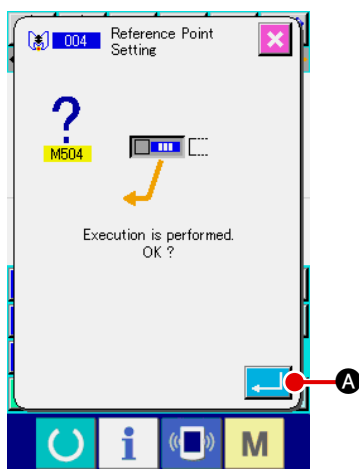 004
Reference Point
Setting
?
M504
Execution is performed.
OK ?
A
i
M